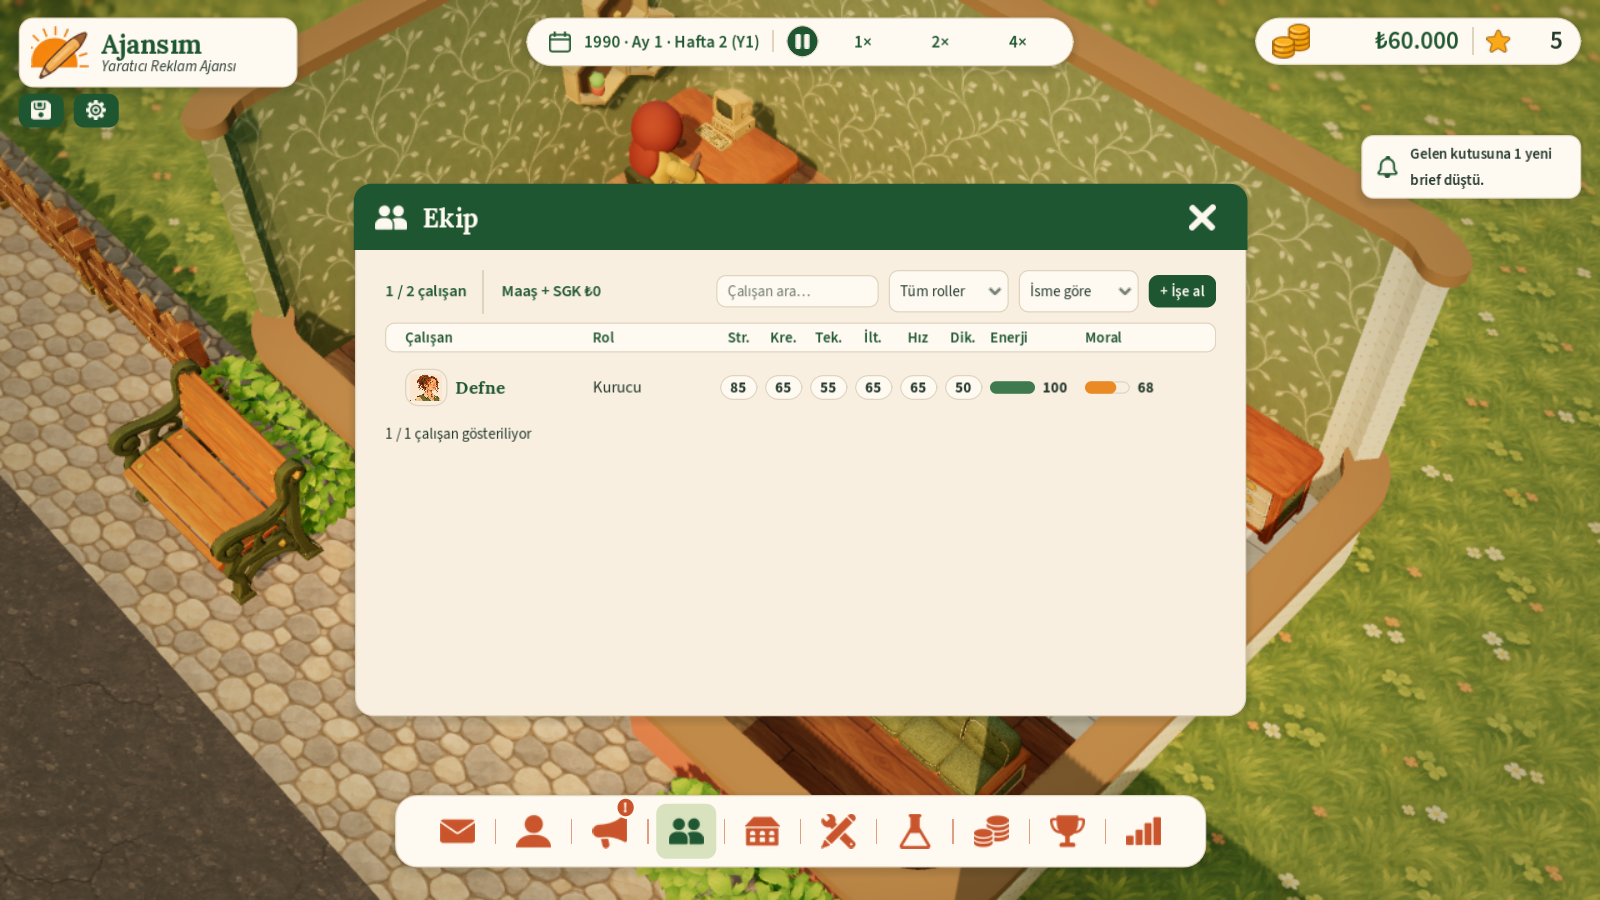 Ajansım
Yaratıcı Reklam Ajansı
1990 · Ay 1 · Hafta 2 (Y1)
1×
2×
4×
₺60.000
5
Gelen kutusuna 1 yeni
brief düştü.
Ekip
1 / 2 çalışan
Maaş + SGK ₺0
Çalışan ara...
Tüm roller
İsme göre
+ İşe al
Çalışan Rol Str. Kre. Tek. İlt. Hız Dik. Enerji Moral
Defne Kurucu 85 65 55 65 65 50 100 68
1 / 1 çalışan gösteriliyor
!